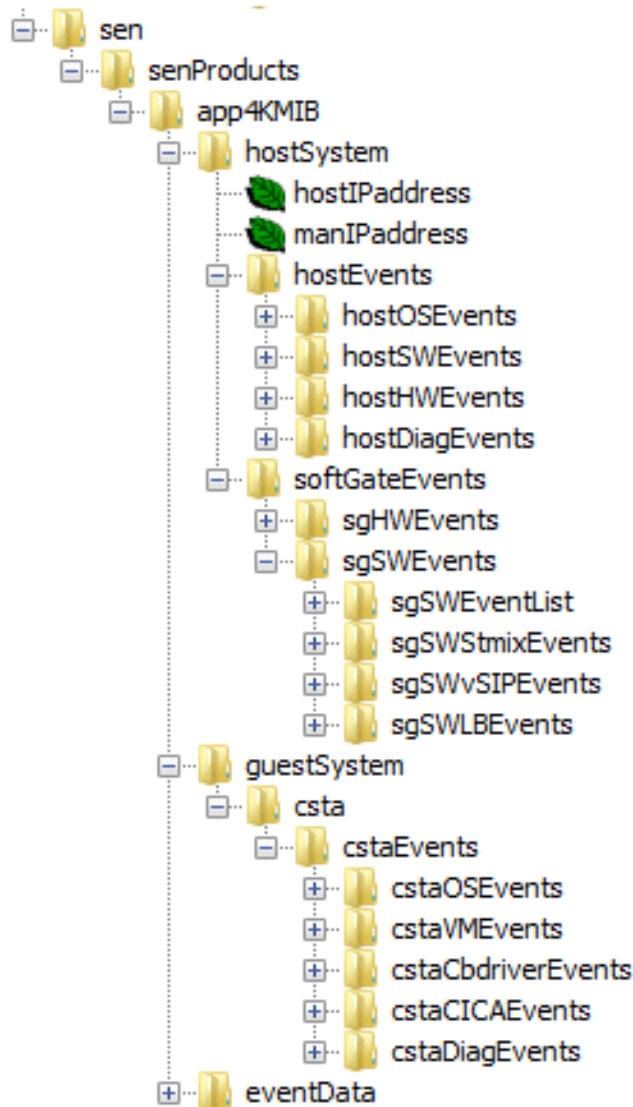 sen
senProducts
app4KMIB
hostSystem
hostIPaddress
manIPaddress
hostEvents
hostOSEvents
hostSWEvents
hostHWEvents
hostDiagEvents
softGateEvents
sgHWEvents
sgSWEvents
sgSWEventList
sgSWStmixEvents
sgSWvSIPEvents
sgSWLBEvents
guestSystem
csta
cstaEvents
cstaOSEvents
cstaVMEvents
cstaCbdriverEvents
cstaCICAEvents
cstaDiagEvents
eventData